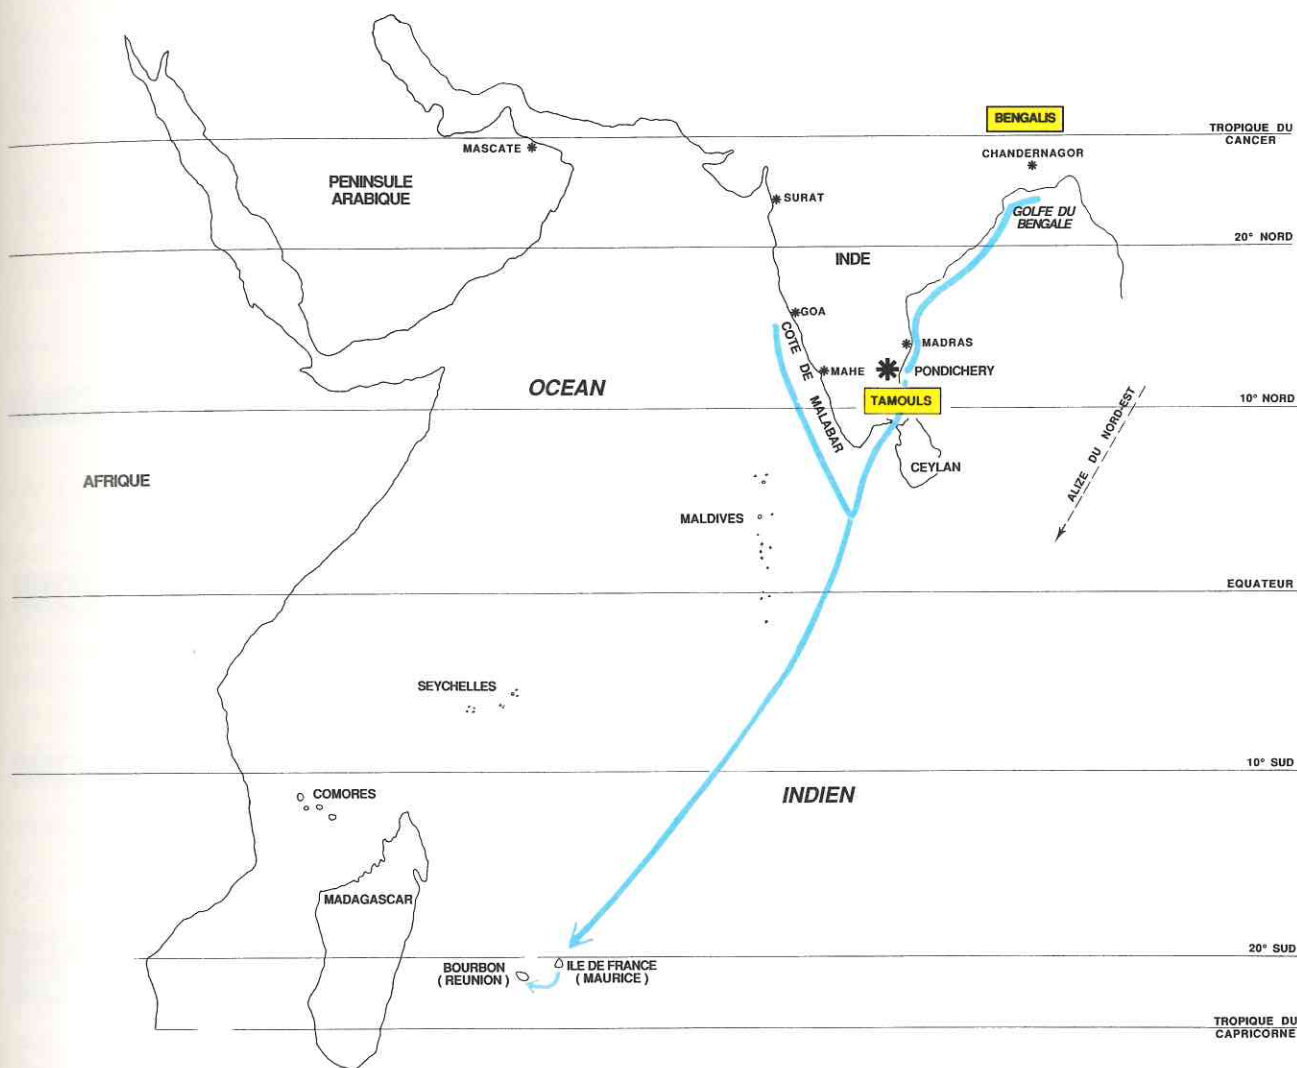 BENGALIS
TROPIQUE DU
CANCER
MASCATE
CHANDERNAGOR
PENINSULE
ARABIQUE
SURAT
GOLFE DU
BENGALE
20° NORD
INDE
GOA
COTE DE MALABAR
MADRAS
MAHE
PONDICHERY
OCEAN
TAMOULS
10° NORD
ALIZE DU NORD-EST
CEYLAN
AFRIQUE
MALDIVES
EQUATEUR
SEYCHELLES
10° SUD
COMORES
INDIEN
MADAGASCAR
20° SUD
BOURBON
( REUNION )
ILE DE FRANCE
( MAURICE )
TROPIQUE DU
CAPRICORNE